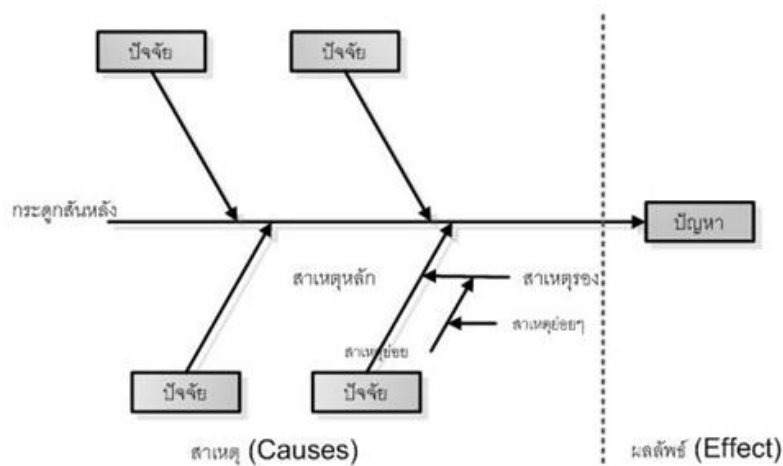 ปัจจัย
ปัจจัย
กระดูกสันหลัง
ปัญหา
สาเหตุหลัก
สาเหตุรอง
สาเหตุย่อยๆ
สาเหตุย่อย
ปัจจัย
ปัจจัย
สาเหตุ (Causes)
ผลลัพธ์ (Effect)